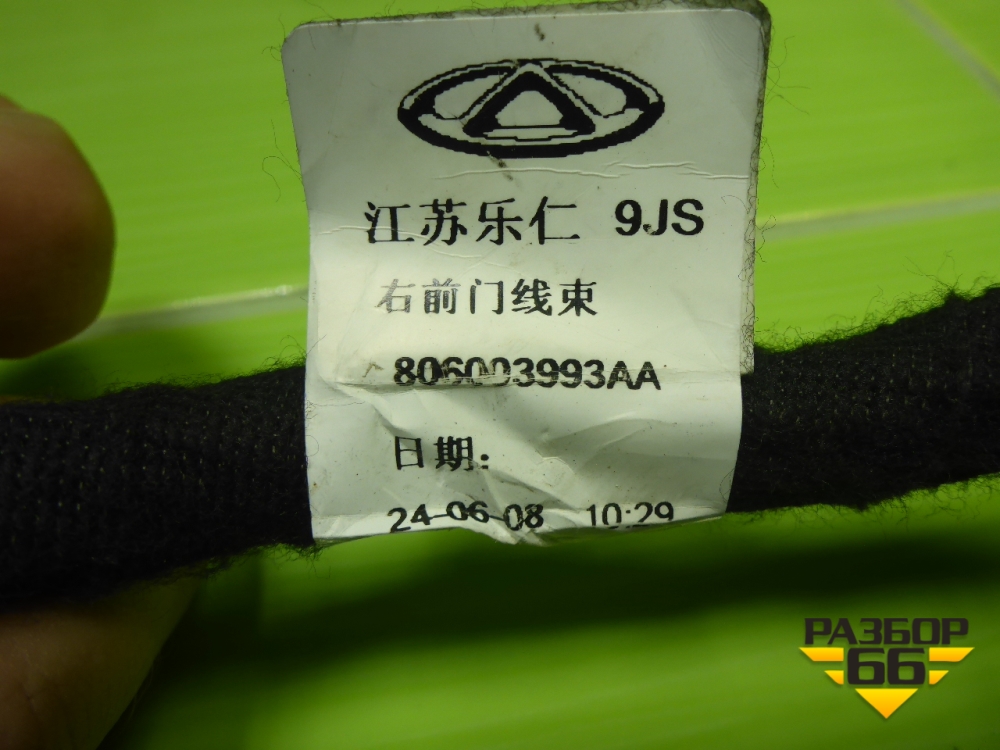 江苏乐仁 9JS
右前门线束
806003993AA
日期:
24-06-08 10:29
РАЗБОР
66